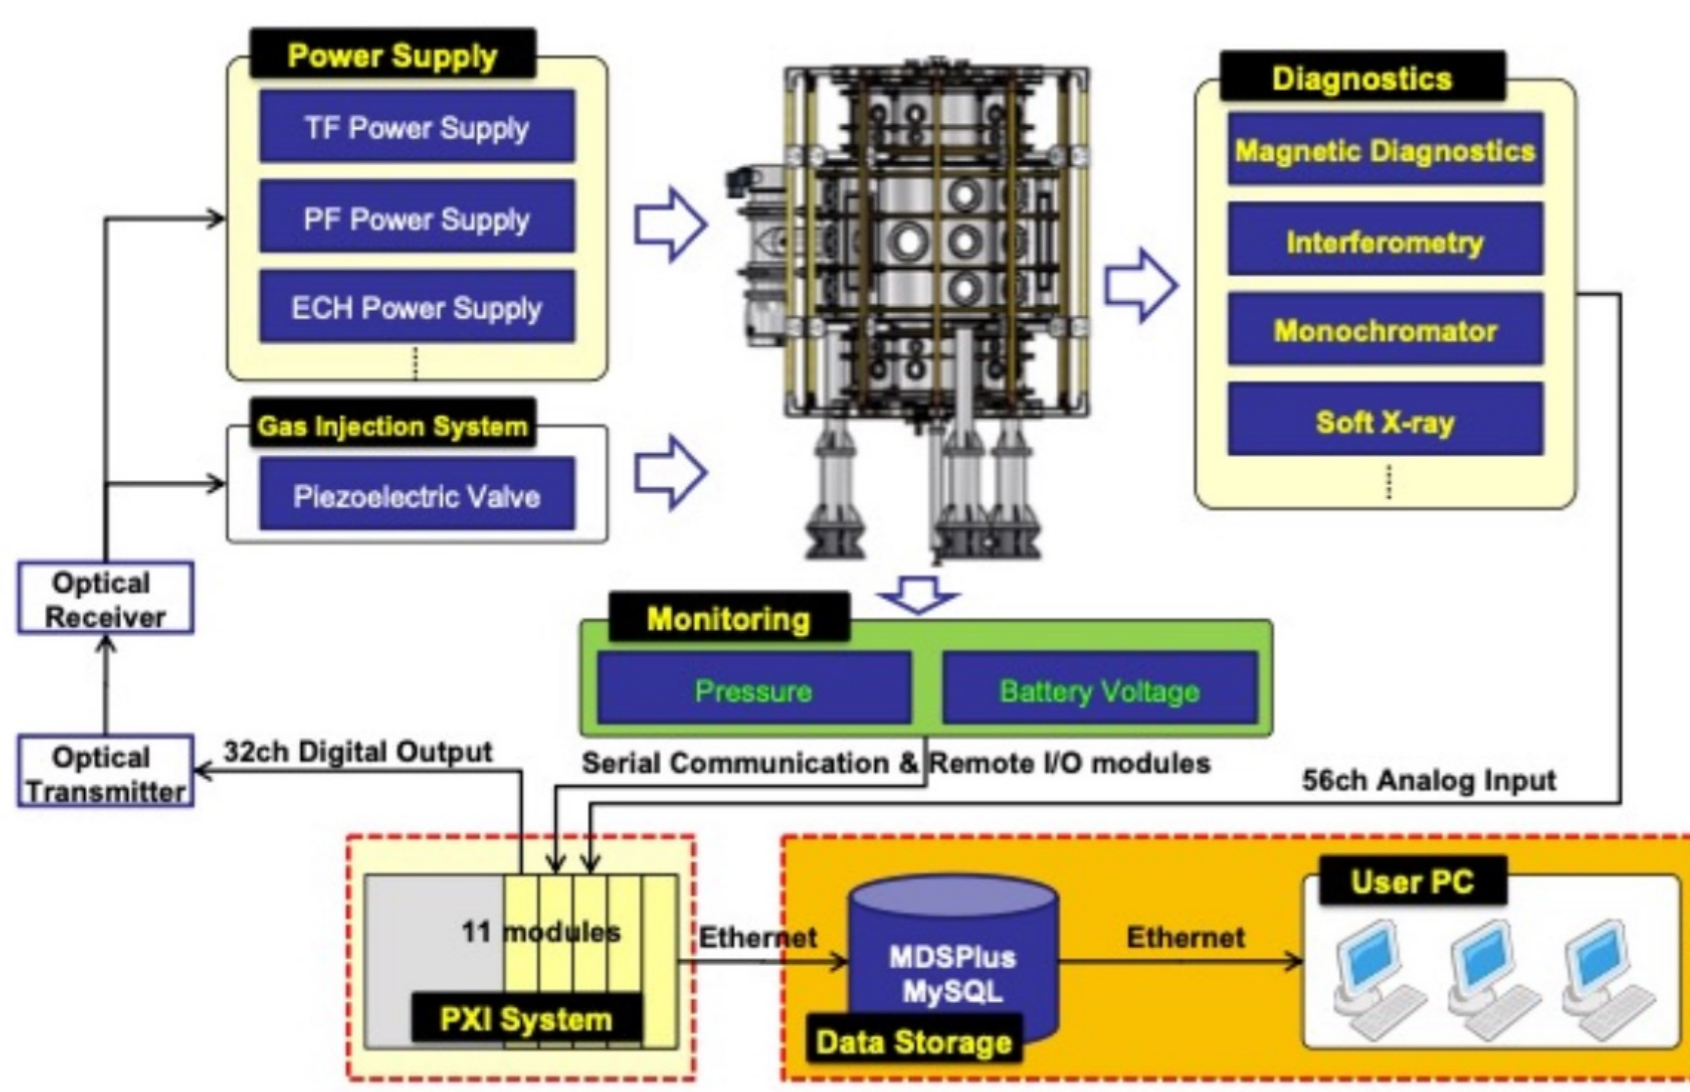 Power Supply
TF Power Supply
PF Power Supply
ECH Power Supply
Gas Injection System
Piezoelectric Valve
Optical
Receiver
Optical
Transmitter
32ch Digital Output
Diagnostics
Magnetic Diagnostics
Interferometry
Monochromator
Soft X-ray
Monitoring
Pressure
Battery Voltage
Serial Communication & Remote I/O modules
56ch Analog Input
11 modules
PXI System
Ethernet
MDSPlus
MySQL
Data Storage
Ethernet
User PC